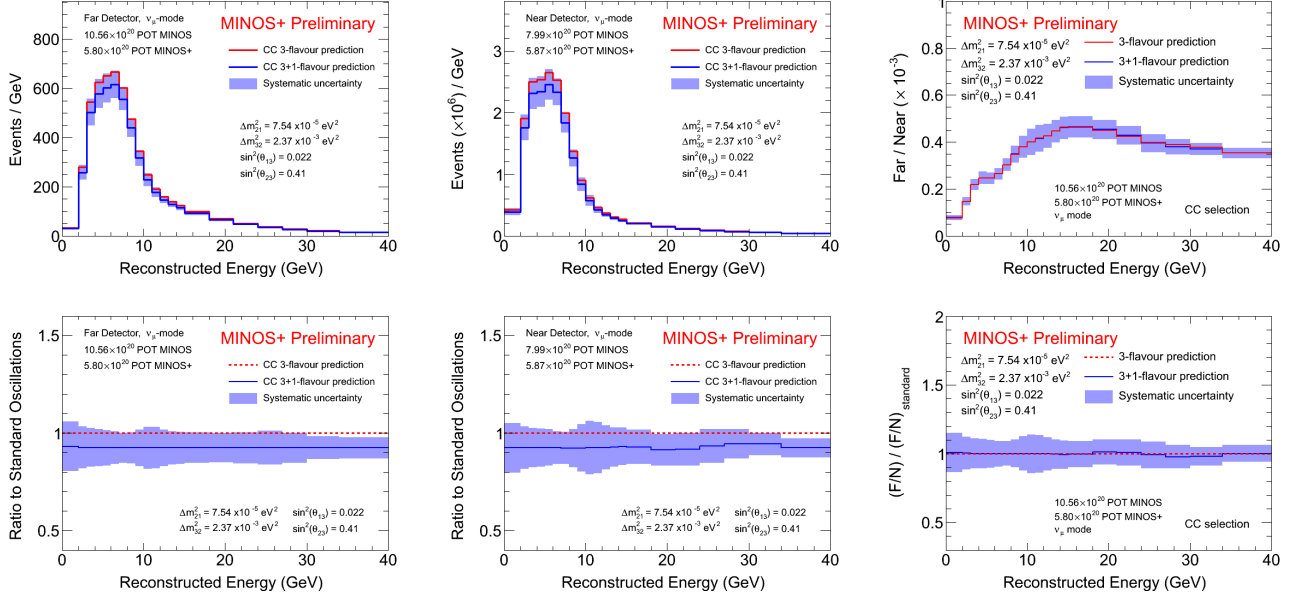 MINOS+ Preliminary
Far Detector, νμ-mode
10.56×10²⁰ POT MINOS
5.80×10²⁰ POT MINOS+
CC 3-flavour prediction
CC 3+1-flavour prediction
Systematic uncertainty
Δm²₂₁ = 7.54 x10⁻⁵ eV²
Δm²₃₂ = 2.37 x10⁻³ eV²
sin²(θ₁₃) = 0.022
sin²(θ₂₃) = 0.41
Events / GeV
800
600
400
200
0
0 10 20 30 40
Reconstructed Energy (GeV)
MINOS+ Preliminary
Near Detector, νμ-mode
7.99×10²⁰ POT MINOS
5.87×10²⁰ POT MINOS+
CC 3-flavour prediction
CC 3+1-flavour prediction
Systematic uncertainty
Δm²₂₁ = 7.54 x10⁻⁵ eV²
Δm²₃₂ = 2.37 x10⁻³ eV²
sin²(θ₁₃) = 0.022
sin²(θ₂₃) = 0.41
Events (×10⁶) / GeV
3
2
1
0
0 10 20 30 40
Reconstructed Energy (GeV)
MINOS+ Preliminary
Δm²₂₁ = 7.54 x10⁻⁵ eV²
Δm²₃₂ = 2.37 x10⁻³ eV²
sin²(θ₁₃) = 0.022
sin²(θ₂₃) = 0.41
3-flavour prediction
3+1-flavour prediction
Systematic uncertainty
10.56×10²⁰ POT MINOS
5.80×10²⁰ POT MINOS+
νμ mode
CC selection
Far / Near (× 10⁻³)
1
0.8
0.6
0.4
0.2
0
0 10 20 30 40
Reconstructed Energy (GeV)
MINOS+ Preliminary
Far Detector, νμ-mode
10.56×10²⁰ POT MINOS
5.80×10²⁰ POT MINOS+
CC 3-flavour prediction
CC 3+1-flavour prediction
Systematic uncertainty
Δm²₂₁ = 7.54 x10⁻⁵ eV² sin²(θ₁₃) = 0.022
Δm²₃₂ = 2.37 x10⁻³ eV² sin²(θ₂₃) = 0.41
Ratio to Standard Oscillations
1.5
1
0.5
0 10 20 30 40
Reconstructed Energy (GeV)
MINOS+ Preliminary
Near Detector, νμ-mode
7.99×10²⁰ POT MINOS
5.87×10²⁰ POT MINOS+
CC 3-flavour prediction
CC 3+1-flavour prediction
Systematic uncertainty
Δm²₂₁ = 7.54 x10⁻⁵ eV² sin²(θ₁₃) = 0.022
Δm²₃₂ = 2.37 x10⁻³ eV² sin²(θ₂₃) = 0.41
Ratio to Standard Oscillations
1.5
1
0.5
0 10 20 30 40
Reconstructed Energy (GeV)
MINOS+ Preliminary
Δm²₂₁ = 7.54 x10⁻⁵ eV²
Δm²₃₂ = 2.37 x10⁻³ eV²
sin²(θ₁₃) = 0.022
sin²(θ₂₃) = 0.41
3-flavour prediction
3+1-flavour prediction
Systematic uncertainty
10.56×10²⁰ POT MINOS
5.80×10²⁰ POT MINOS+
νμ mode
CC selection
(F/N) / (F/N) standard
2
1.5
1
0.5
0 10 20 30 40
Reconstructed Energy (GeV)